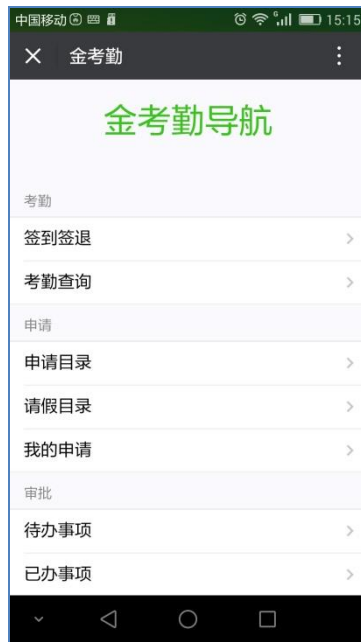 中国移动 15:15
金考勤
金考勤导航
考勤
签到签退
考勤查询
申请
申请目录
请假目录
我的申请
审批
待办事项
已办事项